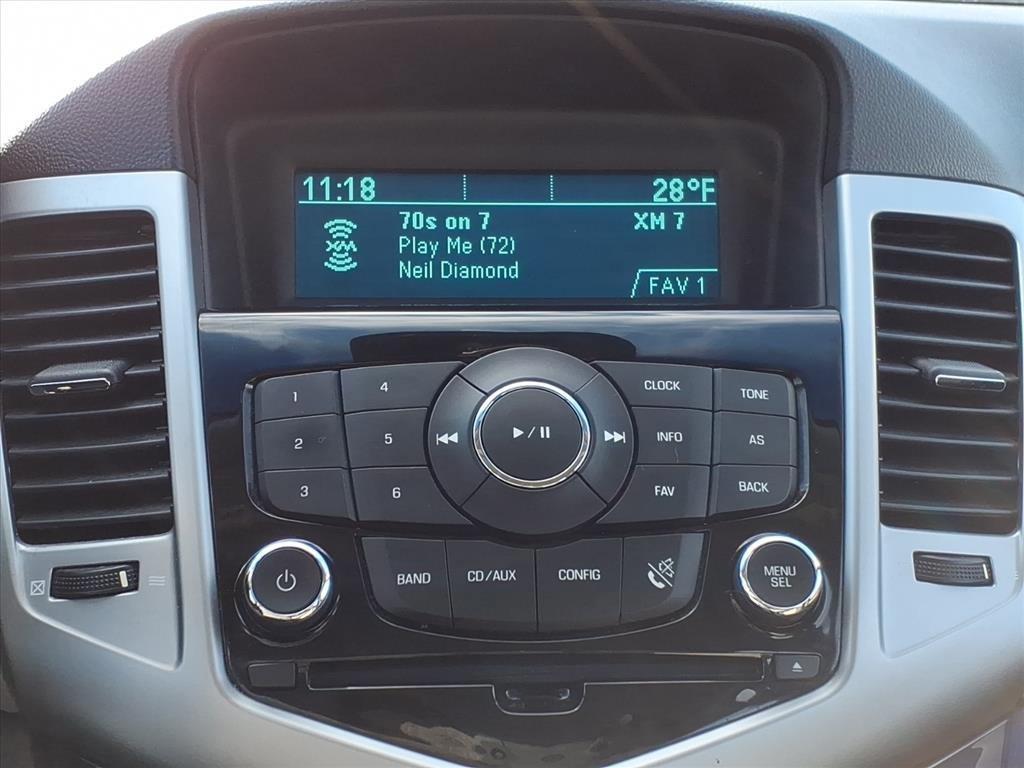 11:18 28°F
70s on 7 XM 7
XM Play Me (72)
Neil Diamond
FAV 1
1 4 CLOCK TONE
2 5 INFO AS
3 6 FAV BACK
BAND CD/AUX CONFIG MENU
SEL